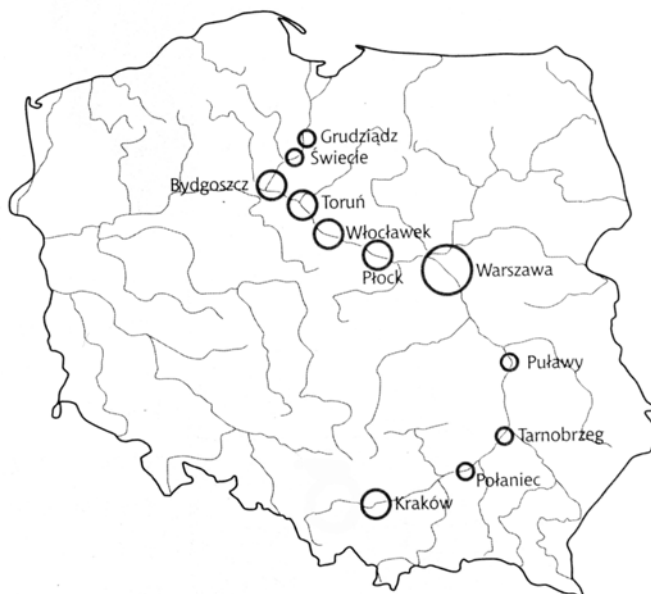 Grudziądz
Świecie
Bydgoszcz
Toruń
Włocławek
Płock
Warszawa
Puławy
Tarnobrzeg
Połaniec
Kraków